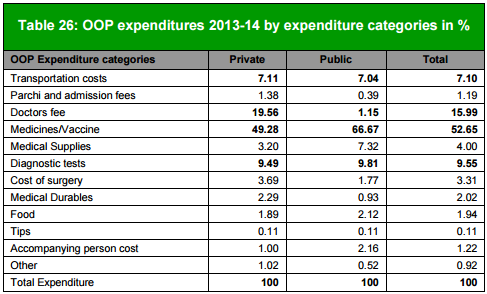 Table 26: OOP expenditures 2013-14 by expenditure categories in %
OOP Expenditure categories Private Public Total
Transportation costs 7.11 7.04 7.10
Parchi and admission fees 1.38 0.39 1.19
Doctors fee 19.56 1.15 15.99
Medicines/Vaccine 49.28 66.67 52.65
Medical Supplies 3.20 7.32 4.00
Diagnostic tests 9.49 9.81 9.55
Cost of surgery 3.69 1.77 3.31
Medical Durables 2.29 0.93 2.02
Food 1.89 2.12 1.94
Tips 0.11 0.11 0.11
Accompanying person cost 1.00 2.16 1.22
Other 1.02 0.52 0.92
Total Expenditure 100 100 100